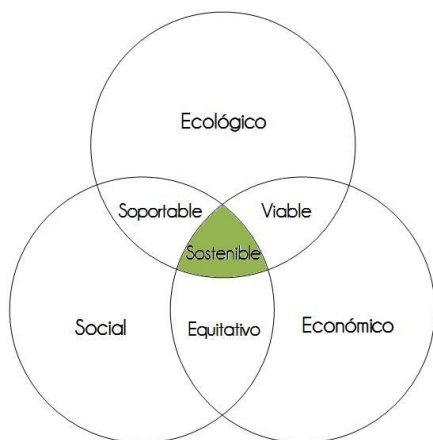 Ecológico
Soportable
Viable
Sostenible
Social
Equitativo
Económico